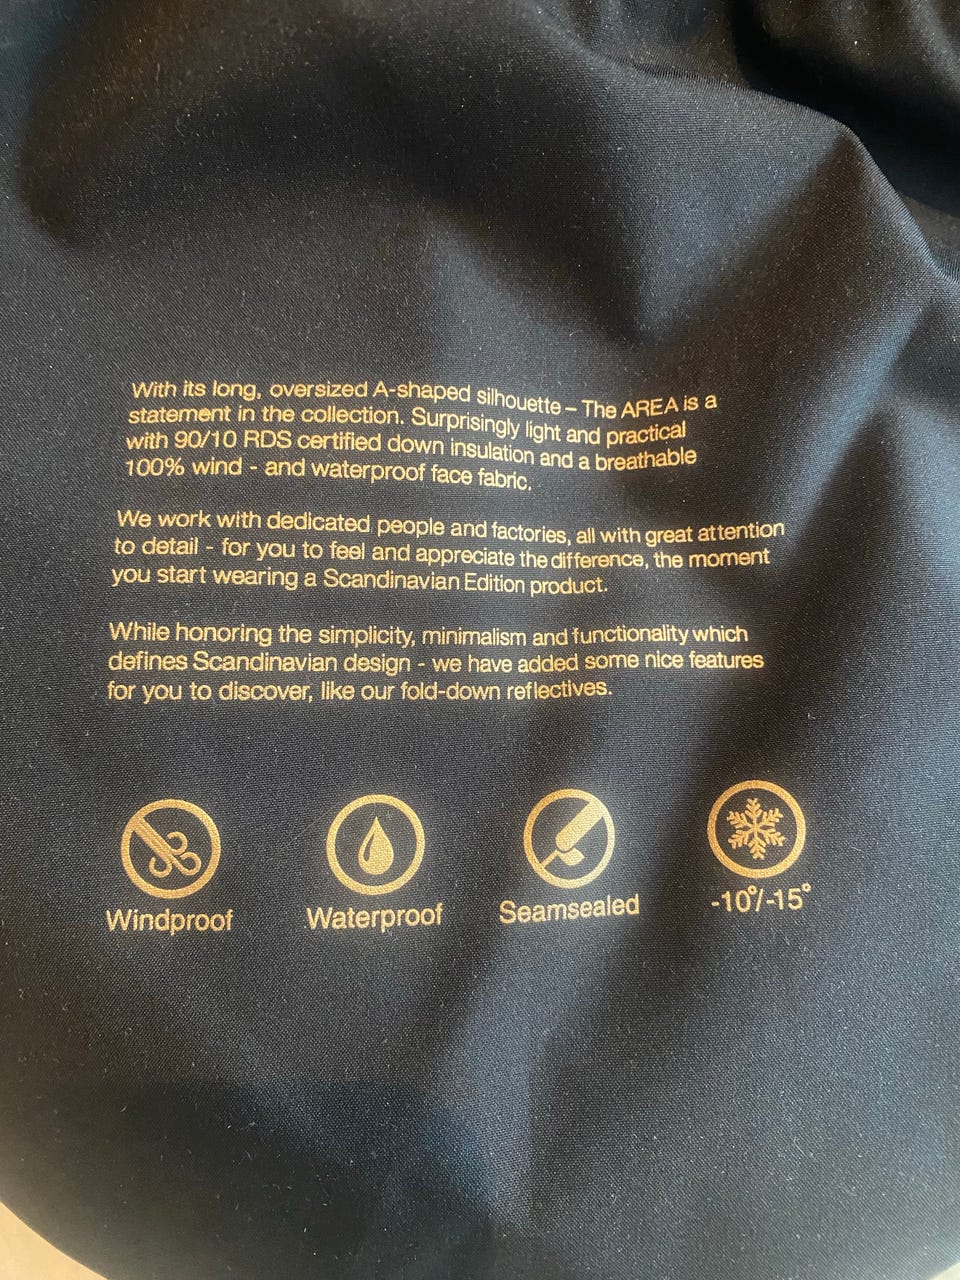 With its long, oversized A-shaped silhouette – The AREA is a
statement in the collection. Surprisingly light and practical
with 90/10 RDS certified down insulation and a breathable
100% wind - and waterproof face fabric.
We work with dedicated people and factories, all with great attention
to detail - for you to feel and appreciate the difference, the moment
you start wearing a Scandinavian Edition product.
While honoring the simplicity, minimalism and functionality which
defines Scandinavian design - we have added some nice features
for you to discover, like our fold-down reflectives.
Windproof Waterproof Seamsealed -10°/-15°